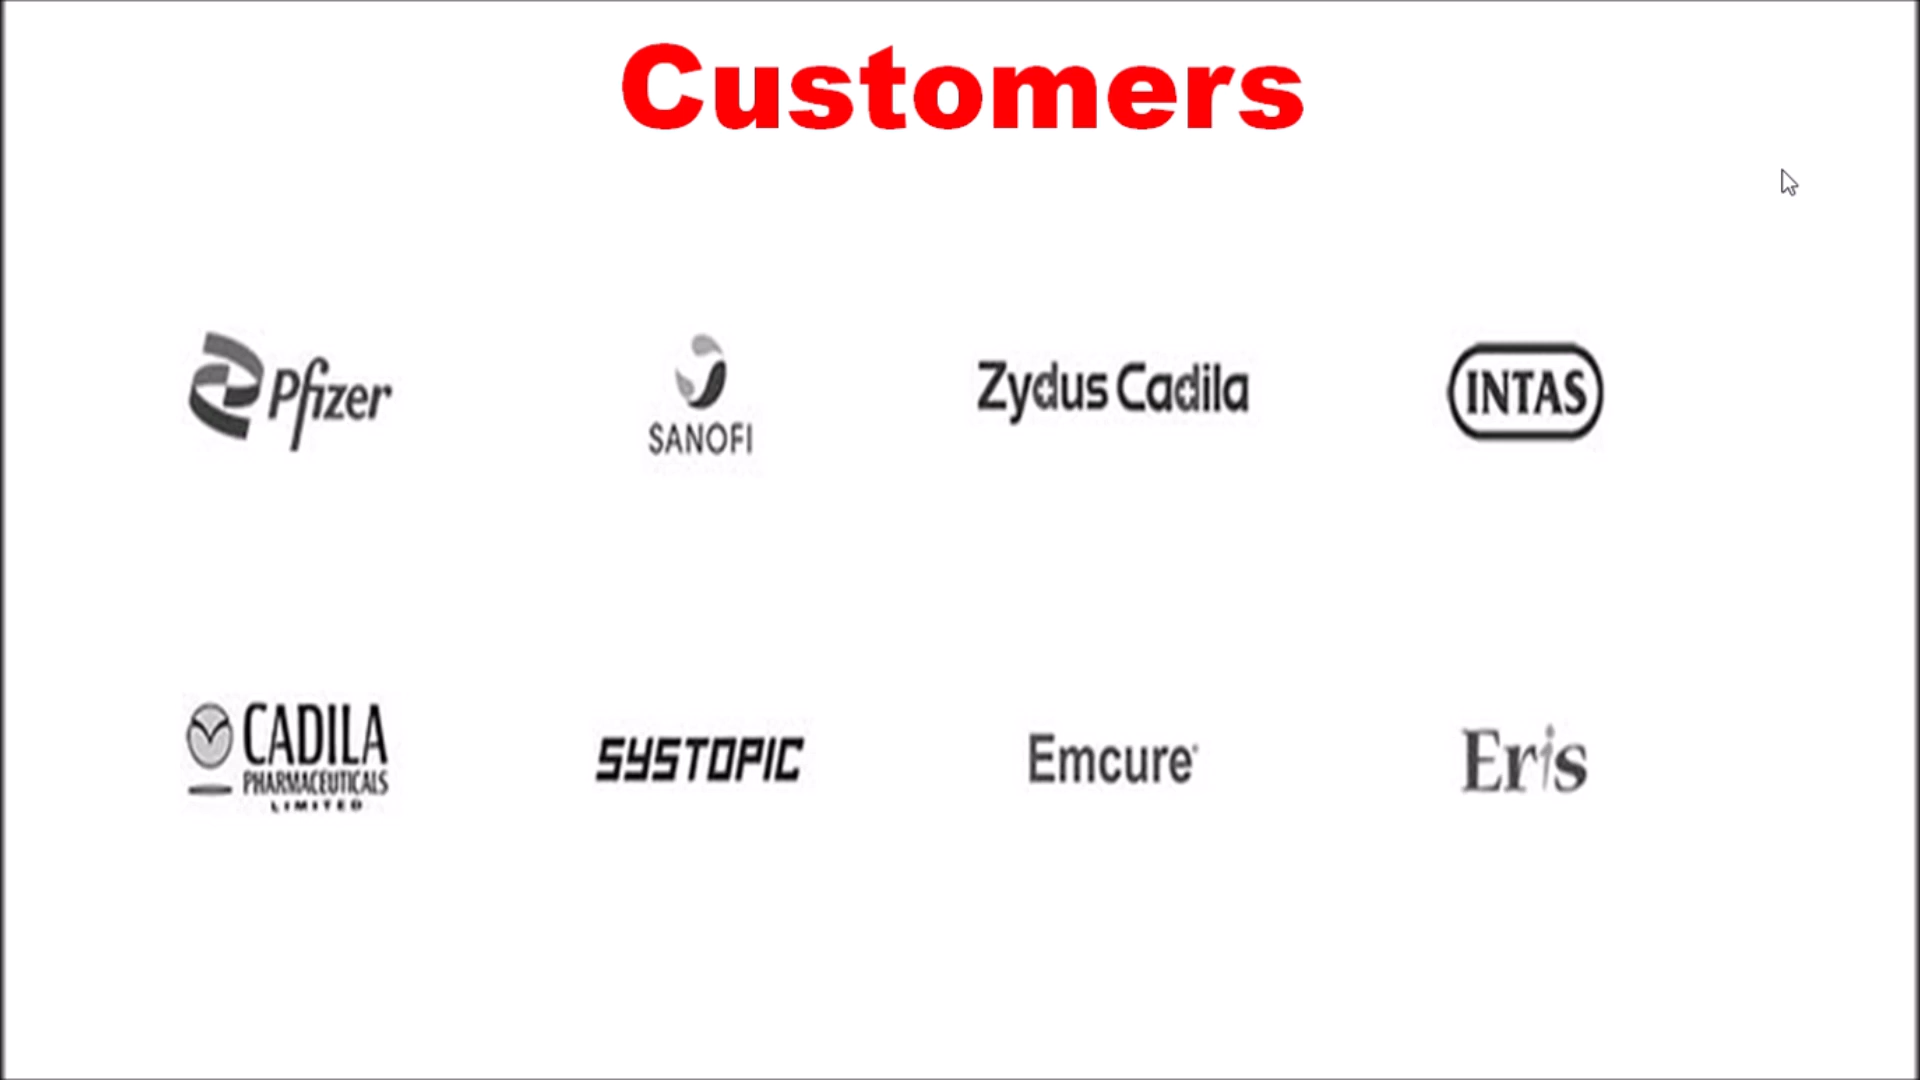 Customers
Pfizer
SANOFI
Zydus Cadila
INTAS
CADILA
PHARMACEUTICALS
LIMITED
SYSTOPIC
Emcure
Eris